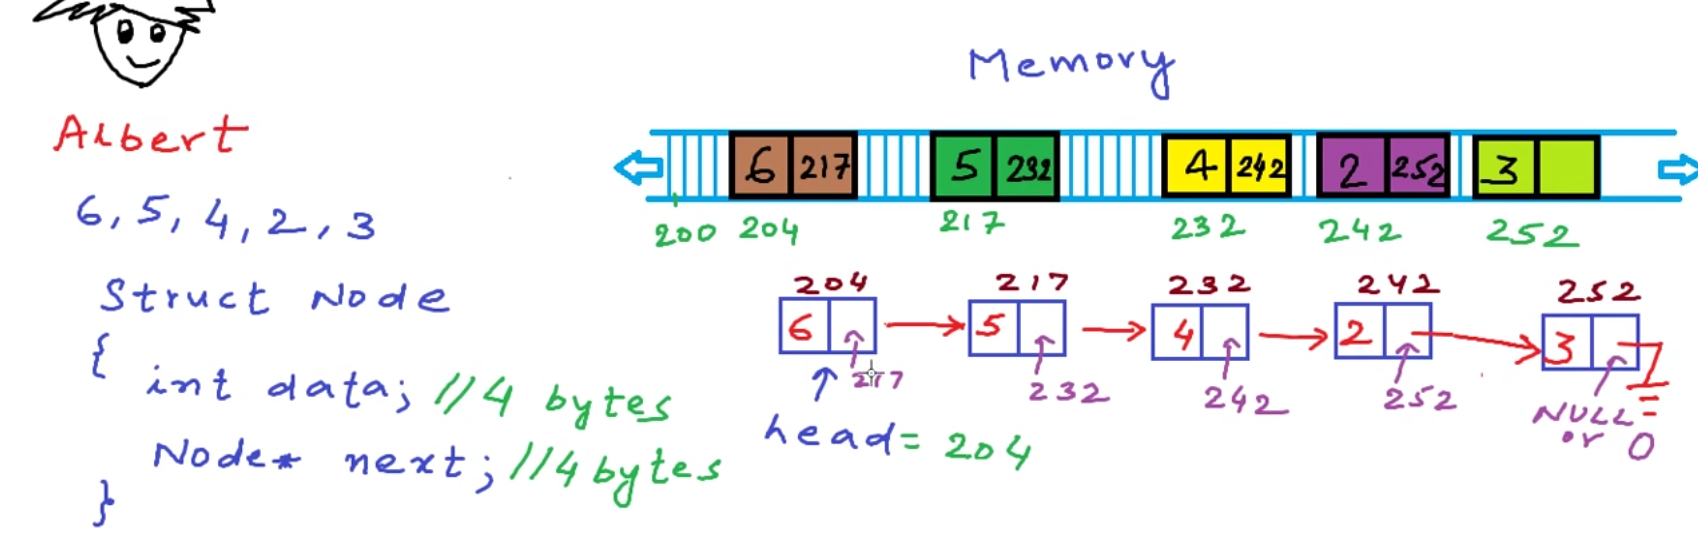 Memory
Albert
6 217 5 232 4 242 2 252 3
6, 5, 4, 2, 3
200 204 217 232 242 252
Struct Node
204 217 232 242 252
6 5 4 2 3
{
217 232 242 252 NULL or 0
int data; //4 bytes
head = 204
Node* next; //4 bytes
}